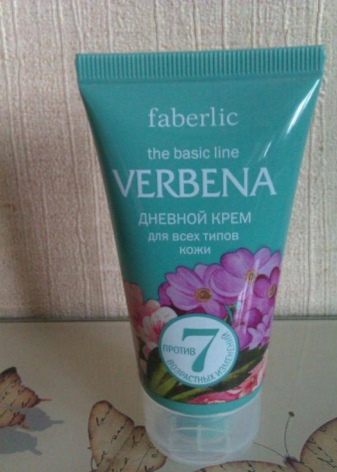 faberlic
the basic line
VERBENA
ДНЕВНОЙ КРЕМ
для всех типов
кожи
ПРОТИВ
7
ВОЗРАСТНЫХ ИЗМЕНЕНИЙ